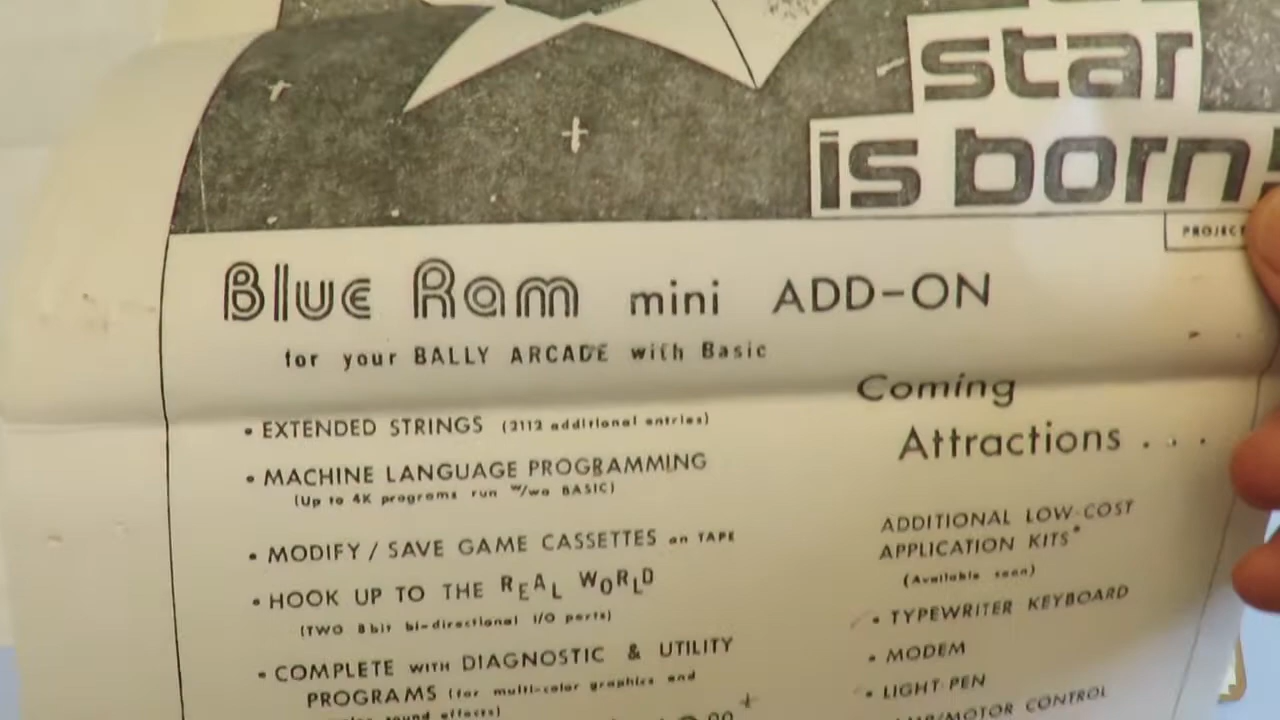 star
is born!
PROJECT
Blue Ram mini ADD-ON
for your BALLY ARCADE with Basic
• EXTENDED STRINGS (2112 additional entries)
• MACHINE LANGUAGE PROGRAMMING
(Up to 4K programs run w/wo BASIC)
• MODIFY / SAVE GAME CASSETTES on TAPE
• HOOK UP TO THE REAL WORLD
(TWO 8bit bi-directional I/O ports)
• COMPLETE WITH DIAGNOSTIC & UTILITY
PROGRAMS (for multi-color graphics and
sound effects)
Coming
Attractions . . .
ADDITIONAL LOW-COST
APPLICATION KITS*
(Available soon)
• TYPEWRITER KEYBOARD
• MODEM
• LIGHT PEN
/MOTOR CONTROL